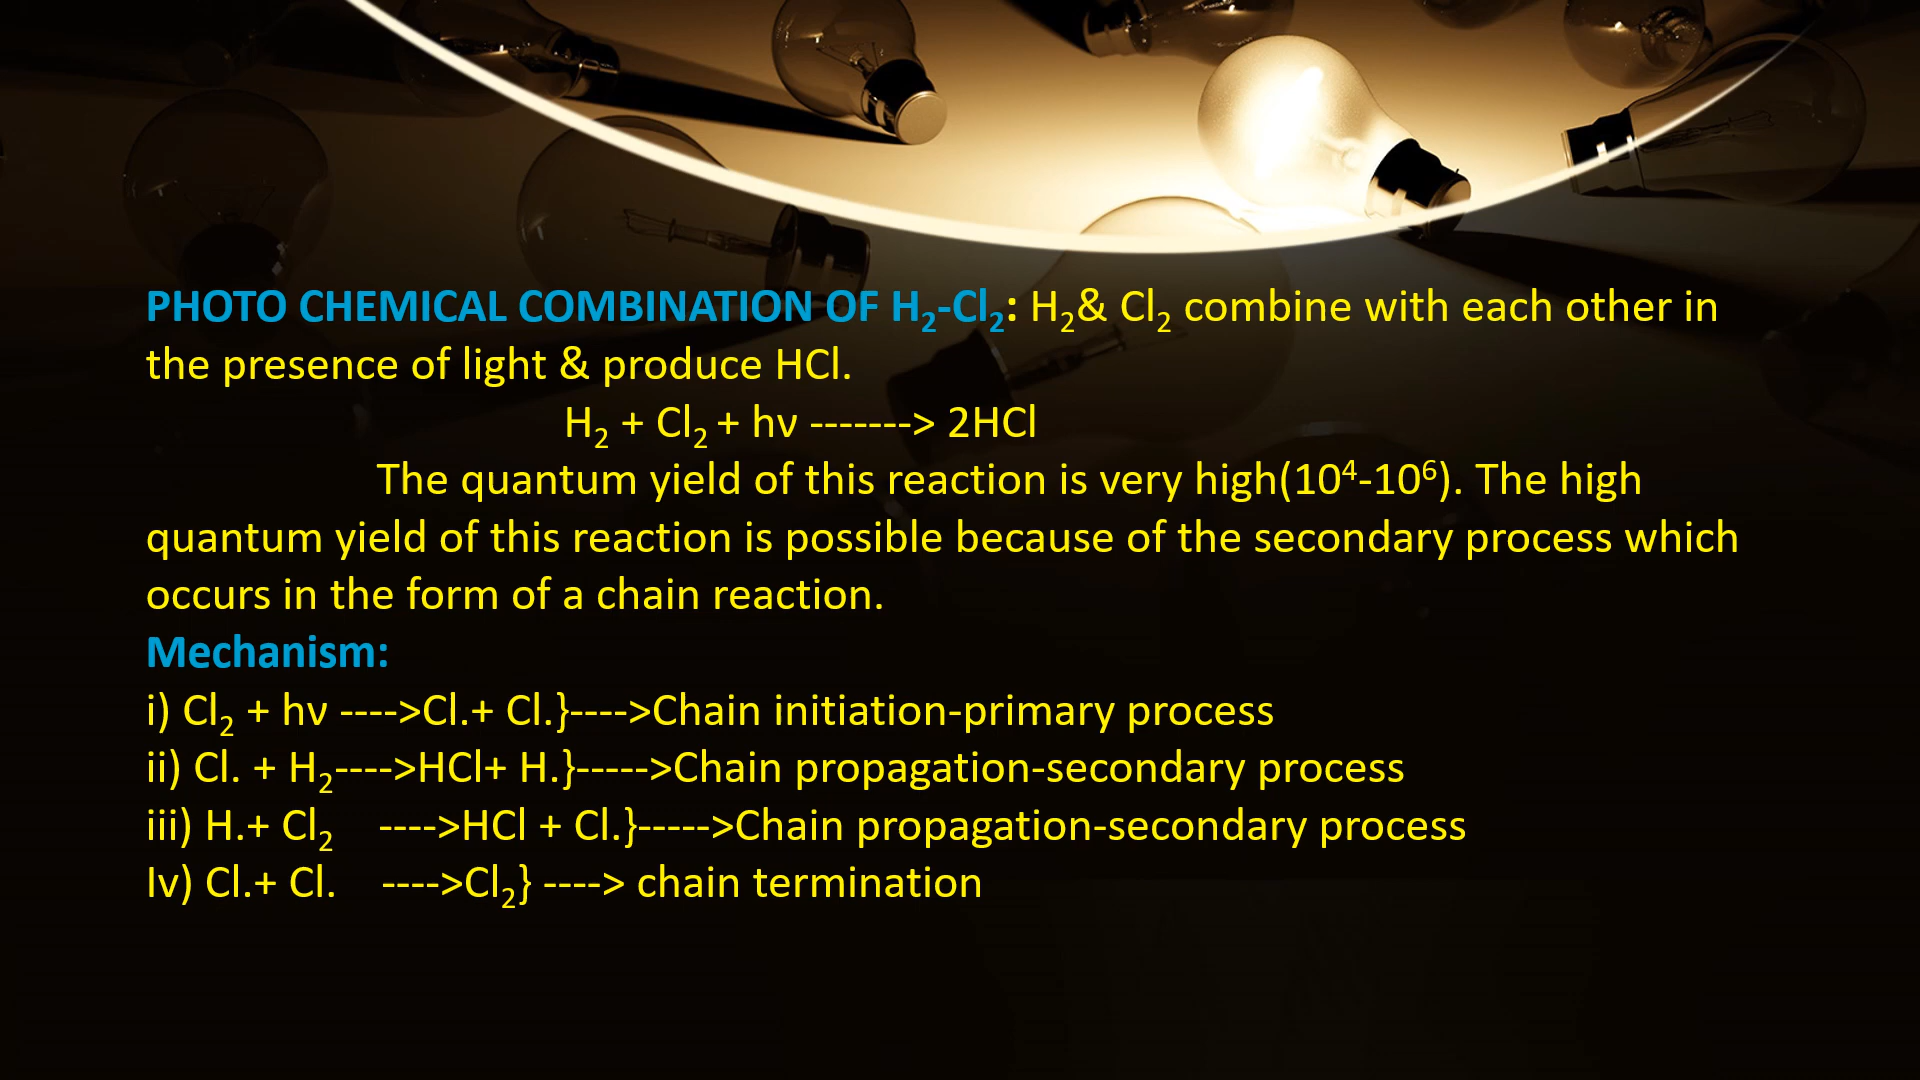 PHOTO CHEMICAL COMBINATION OF H₂-Cl₂: H₂& Cl₂ combine with each other in
the presence of light & produce HCl.
H₂ + Cl₂ + hν -------> 2HCl
The quantum yield of this reaction is very high(10⁴-10⁶). The high
quantum yield of this reaction is possible because of the secondary process which
occurs in the form of a chain reaction.
Mechanism:
i) Cl₂ + hν ---->Cl.+ Cl.}---->Chain initiation-primary process
ii) Cl. + H₂---->HCl+ H.}----->Chain propagation-secondary process
iii) H.+ Cl₂ ---->HCl + Cl.}----->Chain propagation-secondary process
Iv) Cl.+ Cl. ---->Cl₂} ----> chain termination